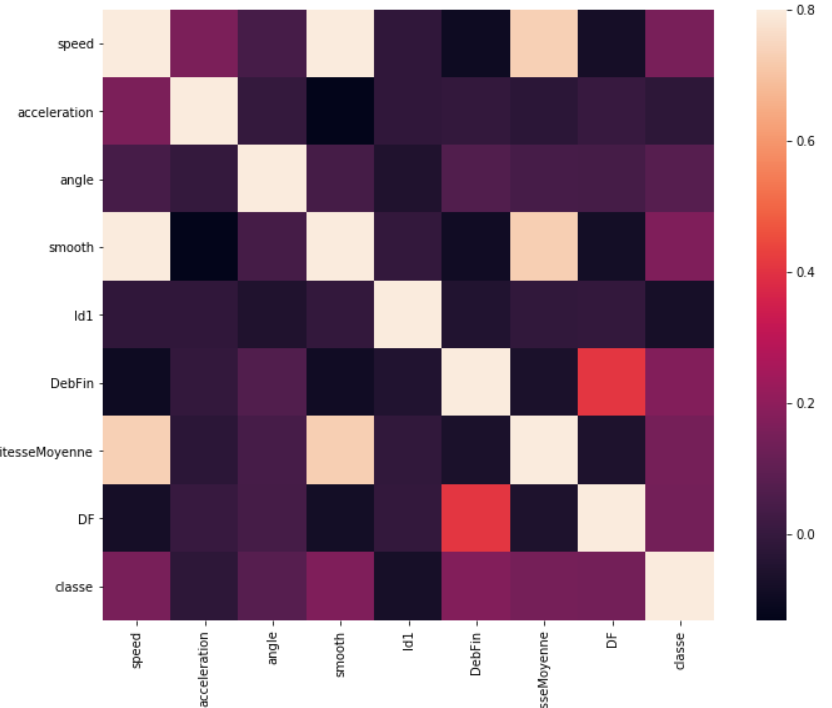 speed
acceleration
angle
smooth
Id1
DebFin
itesseMoyenne
DF
classe
speed
acceleration
angle
smooth
Id1
DebFin
sseMoyenne
DF
classe
0.8
0.6
0.4
0.2
0.0